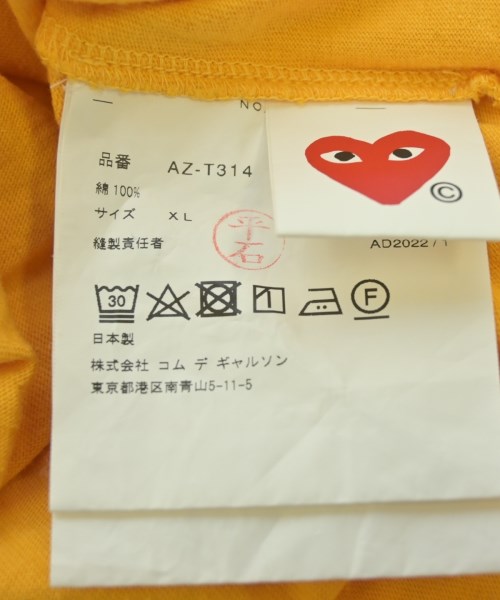 NO
品番 AZ-T314
綿 100%
サイズ XL
縫製責任者 平石
AD2022
©
30
F
日本製
株式会社 コム デ ギャルソン
東京都港区南青山5-11-5